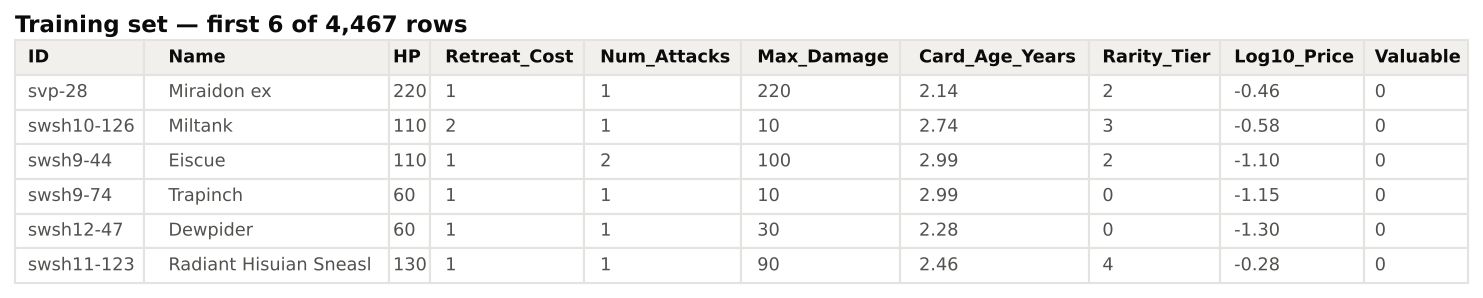 Training set — first 6 of 4,467 rows
ID Name HP Retreat_Cost Num_Attacks Max_Damage Card_Age_Years Rarity_Tier Log10_Price Valuable
svp-28 Miraidon ex 220 1 1 220 2.14 2 -0.46 0
swsh10-126 Miltank 110 2 1 10 2.74 3 -0.58 0
swsh9-44 Eiscue 110 1 2 100 2.99 2 -1.10 0
swsh9-74 Trapinch 60 1 1 10 2.99 0 -1.15 0
swsh12-47 Dewpider 60 1 1 30 2.28 0 -1.30 0
swsh11-123 Radiant Hisuian Sneasl 130 1 1 90 2.46 4 -0.28 0